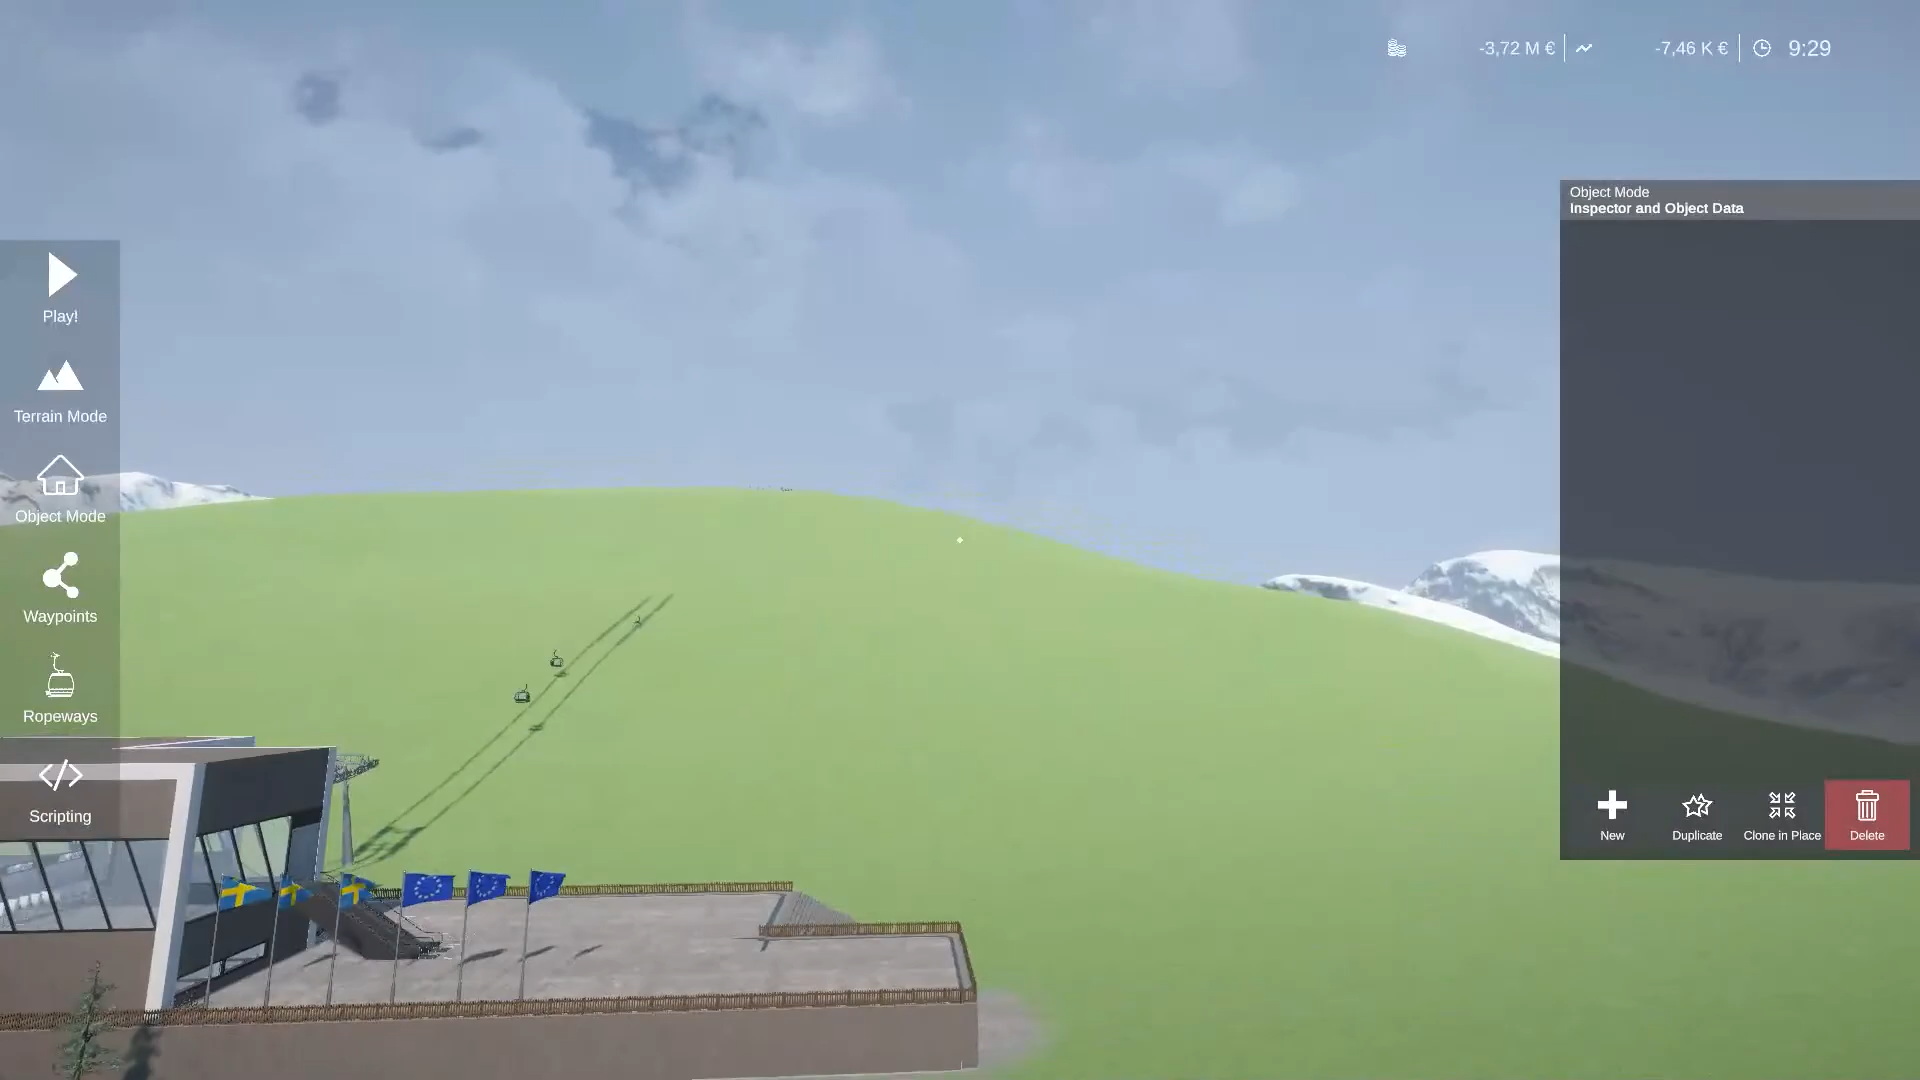 -3,72 M €
-7,46 K €
9:29
Object Mode
Inspector and Object Data
Play!
Terrain Mode
Object Mode
Waypoints
Ropeways
Scripting
New
Duplicate
Clone in Place
Delete